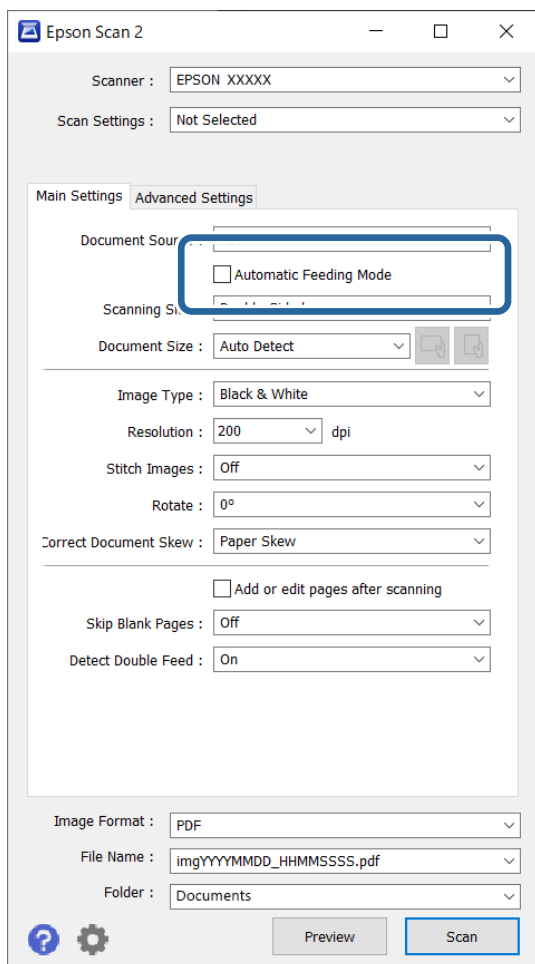 Epson Scan 2
Scanner : EPSON XXXXX
Scan Settings : Not Selected
Main Settings Advanced Settings
Document
Automatic Feeding Mode
Scanning
Document Size : Auto Detect
Image Type : Black & White
Resolution : 200 dpi
Stitch Images : Off
Rotate : 0°
Correct Document Skew : Paper Skew
Add or edit pages after scanning
Skip Blank Pages : Off
Detect Double Feed : On
Image Format : PDF
File Name : imgYYYYMMDD_HHMMSSSS.pdf
Folder : Documents
? Preview Scan